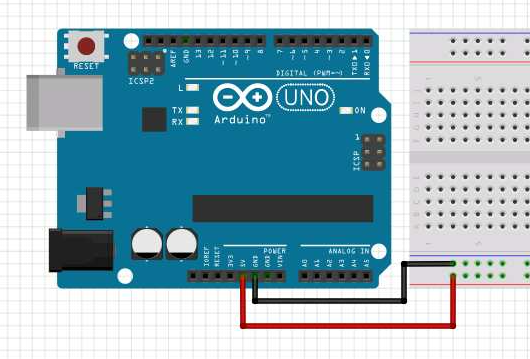 RESET
ICSP2
AREF
GND
13
12
~11
~10
~9
8
7
~6
~5
4
~3
2
TX0▶1
RX0◀0
DIGITAL (PWM=~)
L
TX
RX
UNO
Arduino
ON
1
ICSP
IOREF
RESET
3V3
5V
GND
GND
VIN
POWER
A0
A1
A2
A3
A4
A5
ANALOG IN